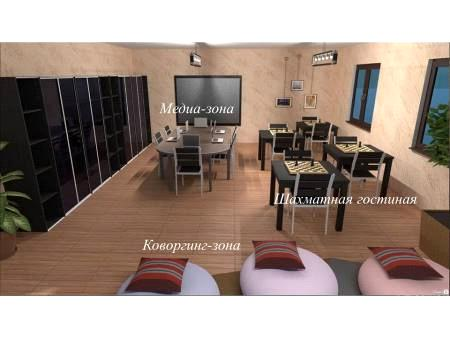 Медиа-зона
Шахматная гостиная
Коворгинг-зона